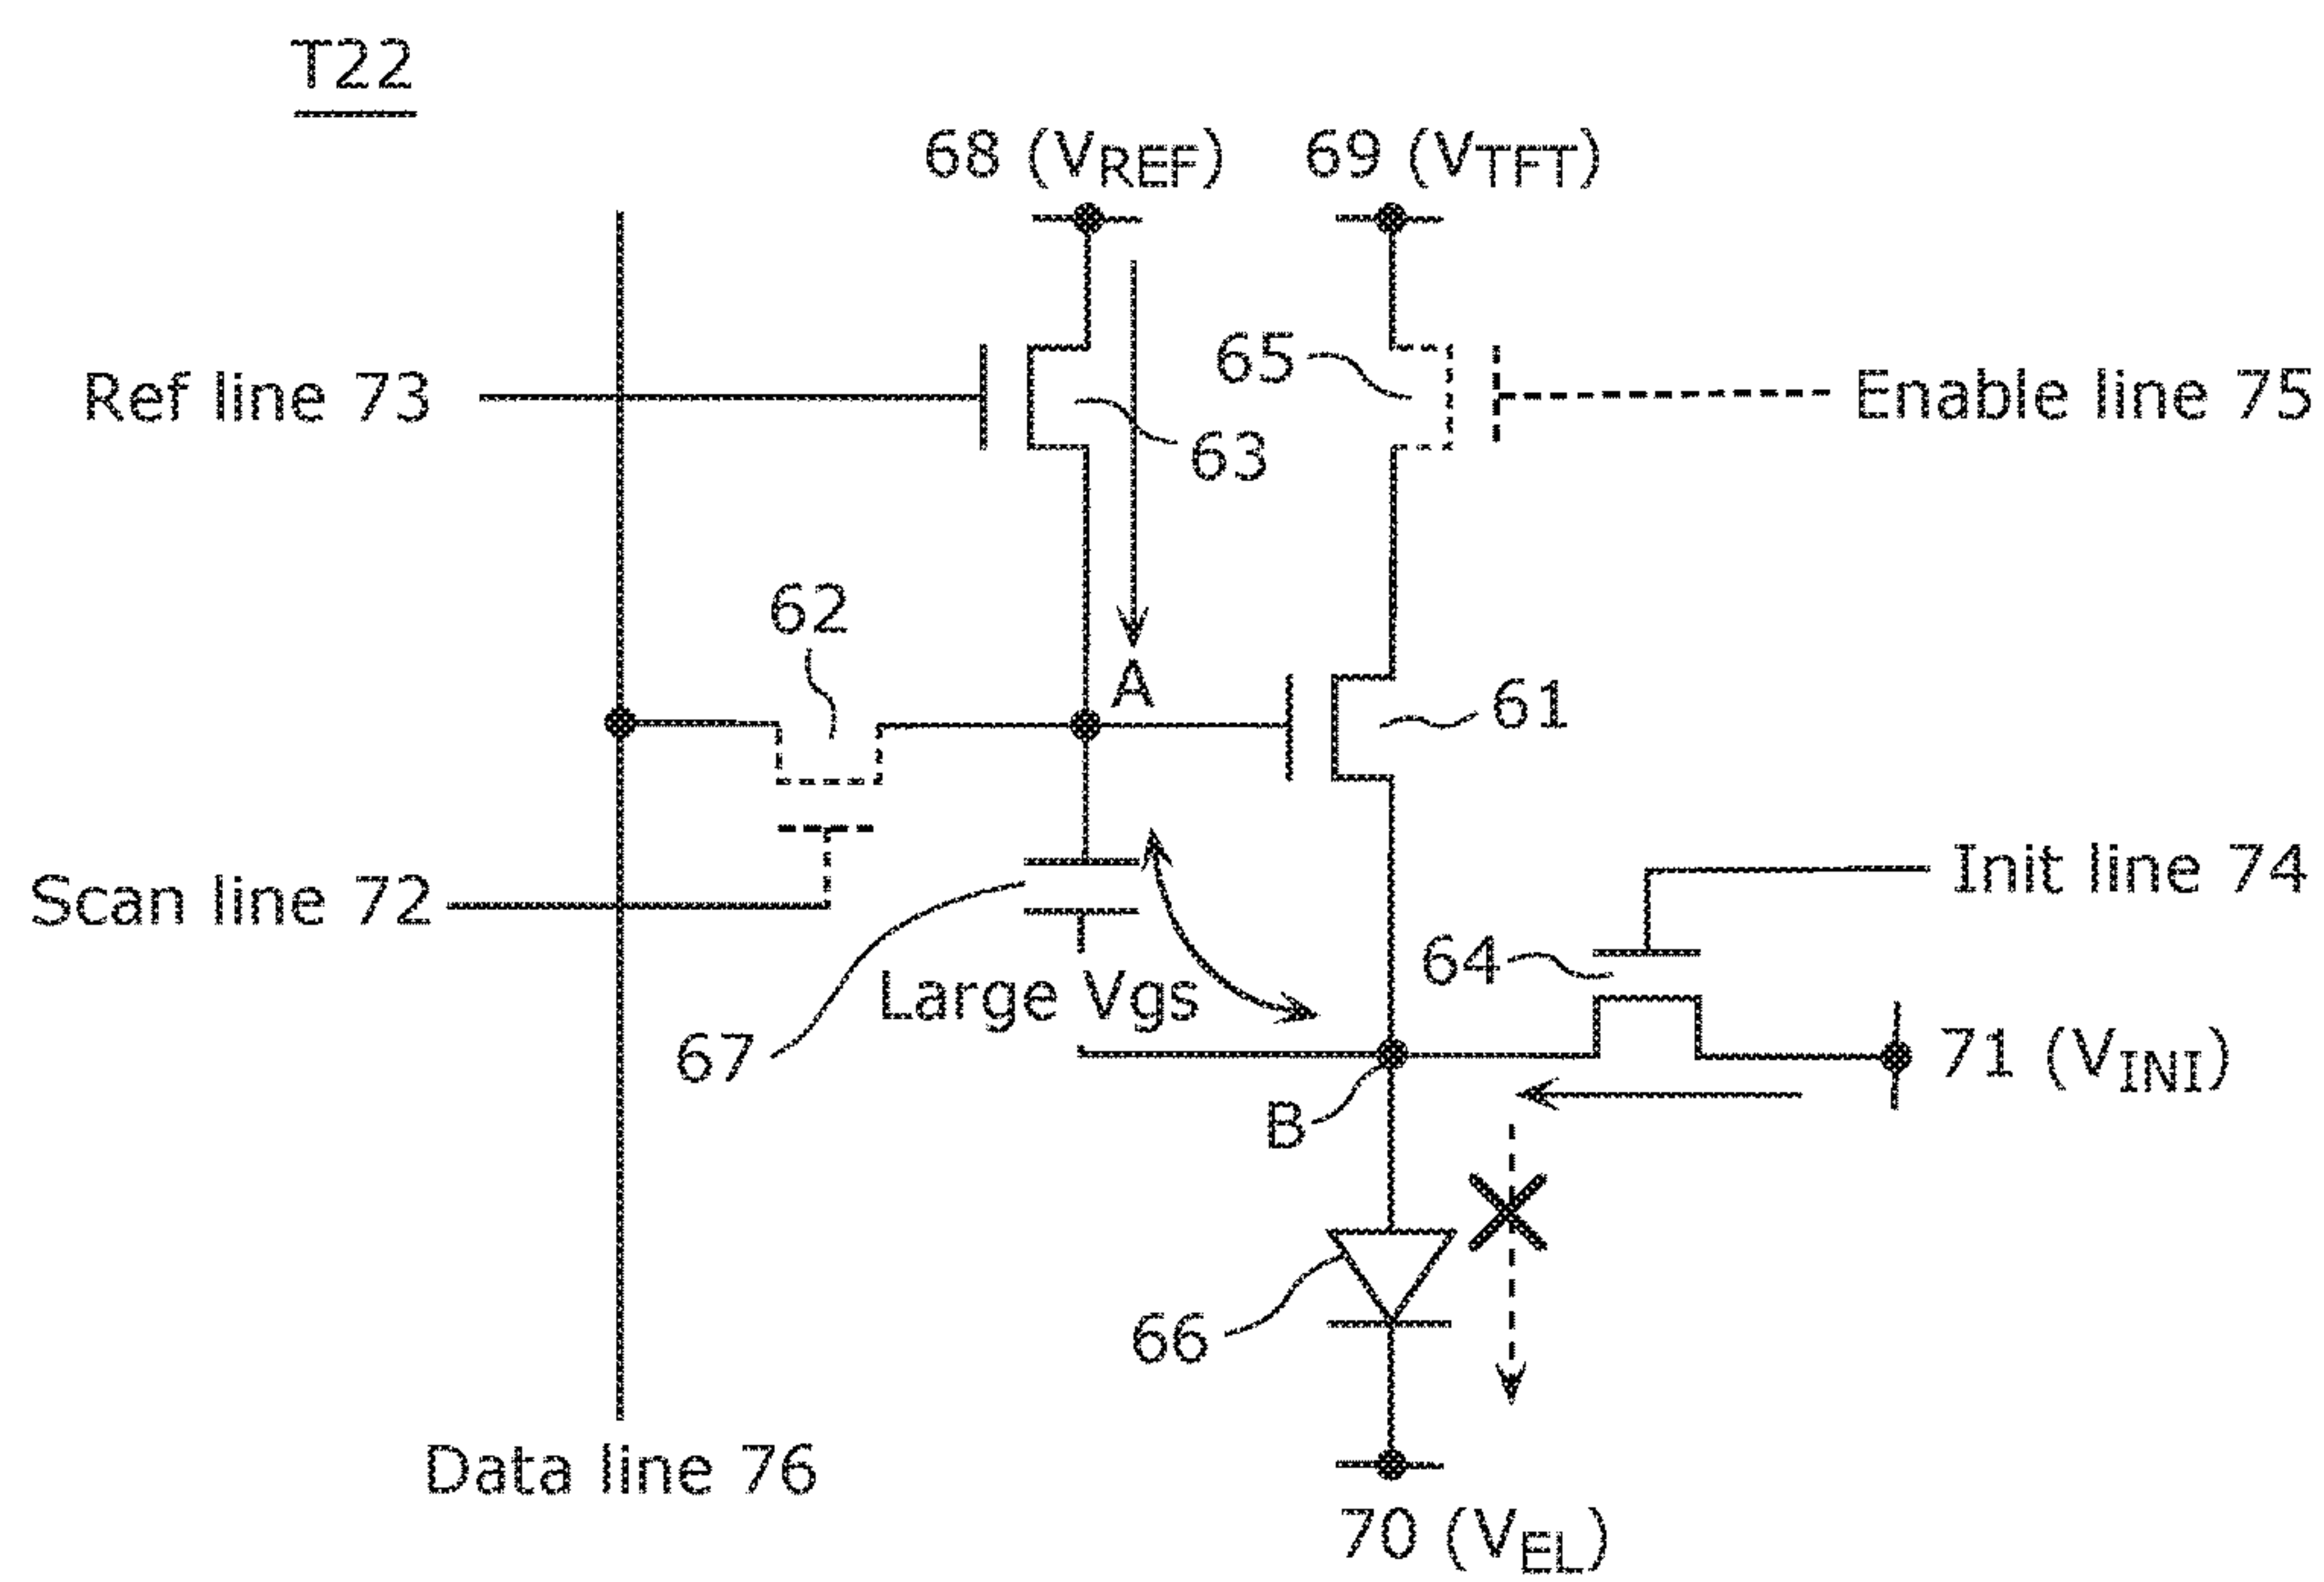 T22
68 (VREF)
69 (VTFT)
Ref line 73
65
63
Enable line 75
62
A
61
Scan line 72
Init line 74
64
Large Vgs
67
71 (VINI)
B
66
Data line 76
70 (VEL)